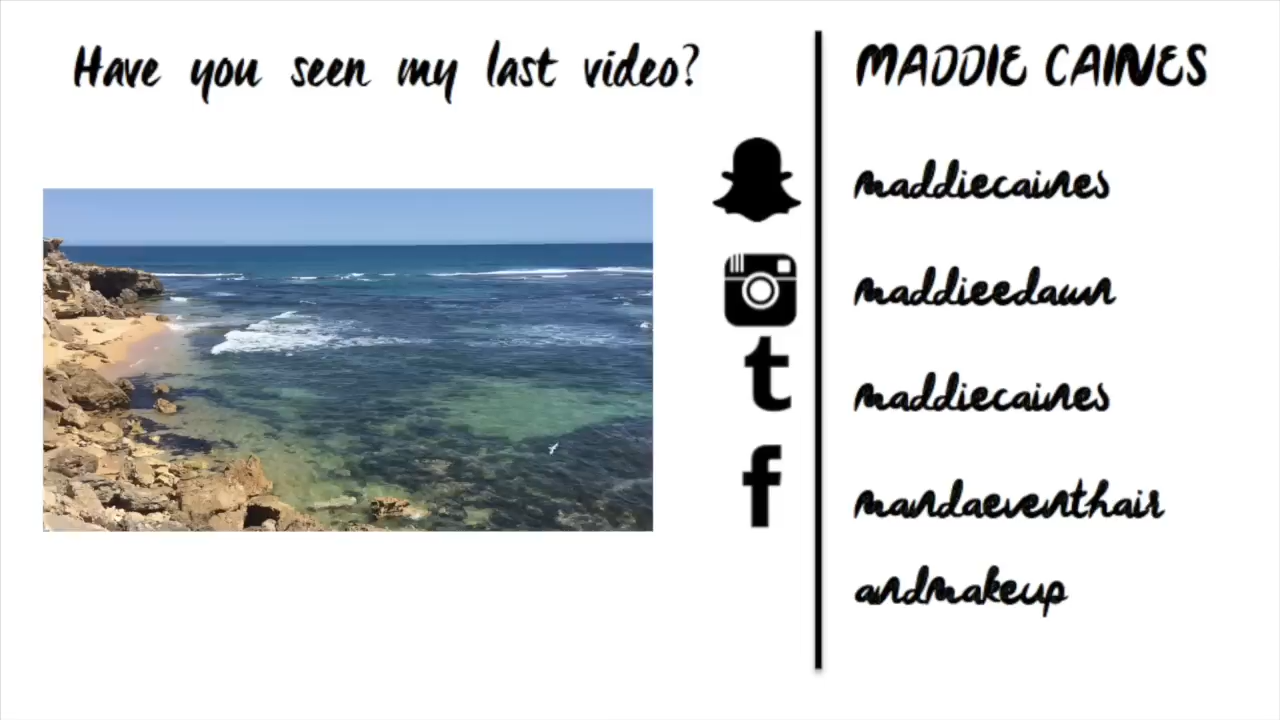 Have you seen my last video?
MADDIE CAINES
maddiecaines
maddieedawn
maddiecaines
mandaeventhair
andmakeup